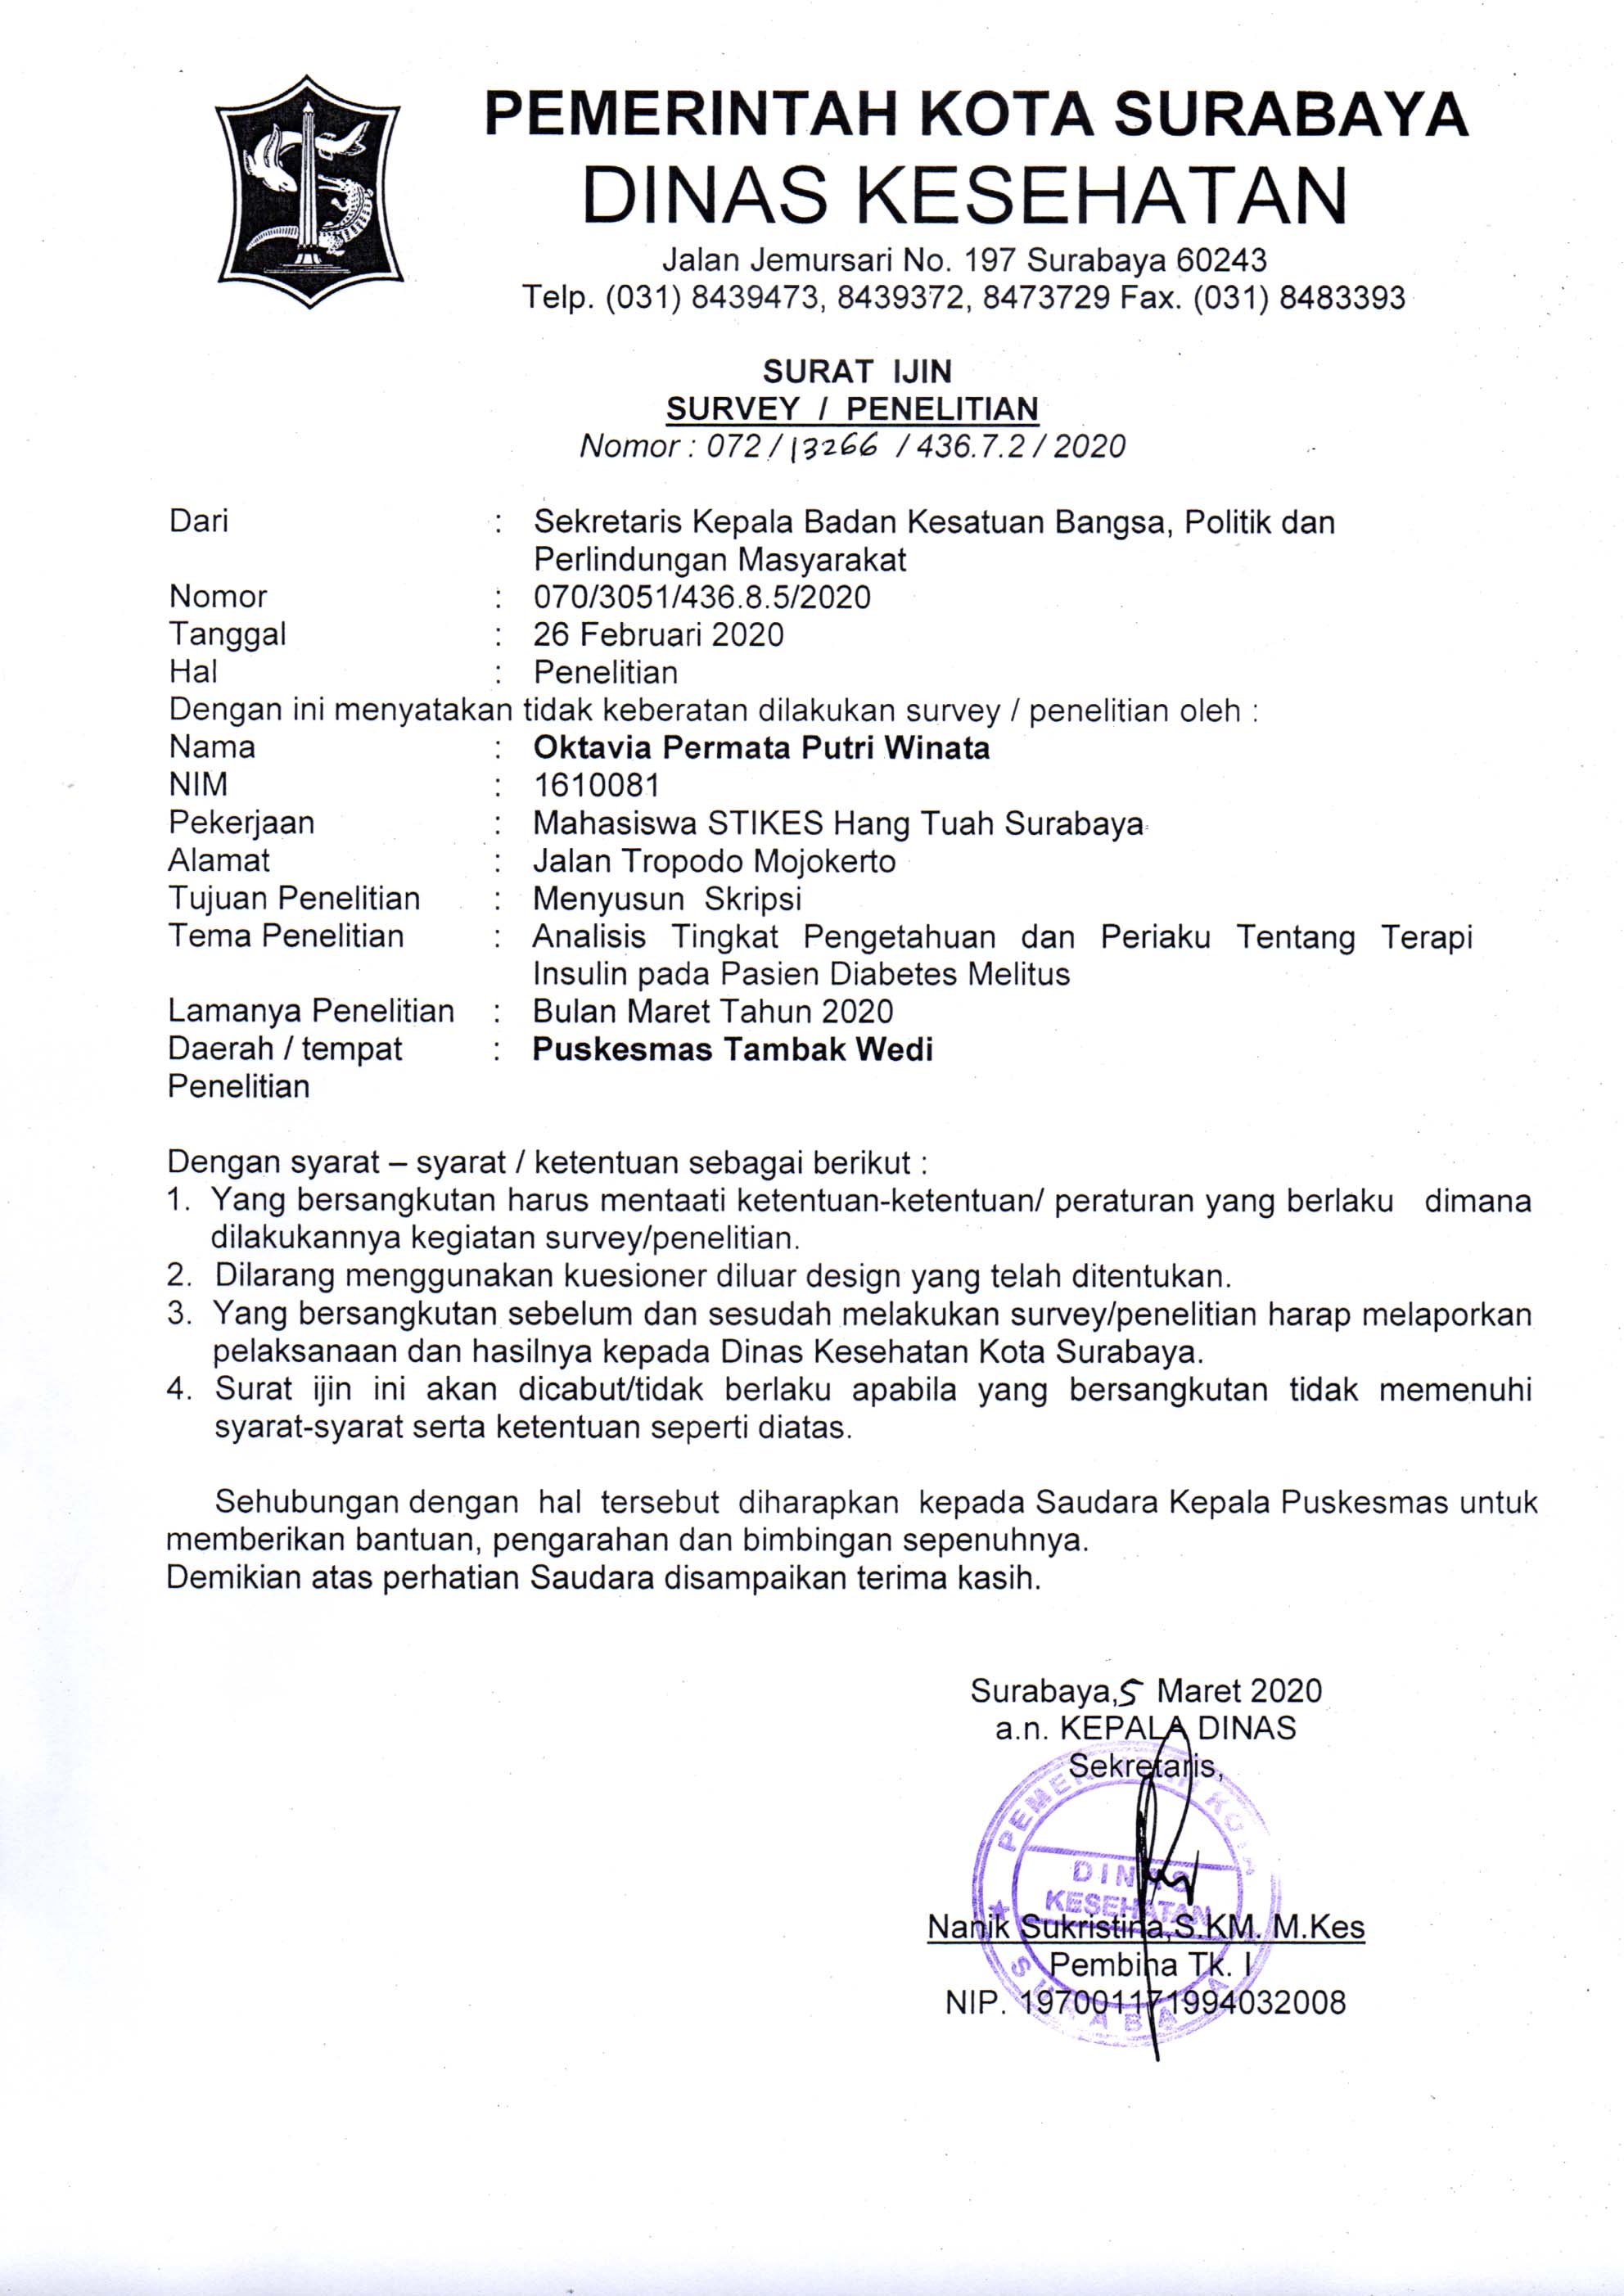 PEMERINTAH KOTA SURABAYA
DINAS KESEHATAN
Jalan Jemursari No. 197 Surabaya 60243
Telp. (031) 8439473, 8439372, 8473729 Fax. (031) 8483393
SURAT IJIN
SURVEY / PENELITIAN
Nomor : 072 / 13266 / 436.7.2 / 2020
Dari : Sekretaris Kepala Badan Kesatuan Bangsa, Politik dan
Perlindungan Masyarakat
Nomor : 070/3051/436.8.5/2020
Tanggal : 26 Februari 2020
Hal : Penelitian
Dengan ini menyatakan tidak keberatan dilakukan survey / penelitian oleh :
Nama : Oktavia Permata Putri Winata
NIM : 1610081
Pekerjaan : Mahasiswa STIKES Hang Tuah Surabaya
Alamat : Jalan Tropodo Mojokerto
Tujuan Penelitian : Menyusun Skripsi
Tema Penelitian : Analisis Tingkat Pengetahuan dan Periaku Tentang Terapi
Insulin pada Pasien Diabetes Melitus
Lamanya Penelitian : Bulan Maret Tahun 2020
Daerah / tempat : Puskesmas Tambak Wedi
Penelitian
Dengan syarat – syarat / ketentuan sebagai berikut :
1. Yang bersangkutan harus mentaati ketentuan-ketentuan/ peraturan yang berlaku dimana
dilakukannya kegiatan survey/penelitian.
2. Dilarang menggunakan kuesioner diluar design yang telah ditentukan.
3. Yang bersangkutan sebelum dan sesudah melakukan survey/penelitian harap melaporkan
pelaksanaan dan hasilnya kepada Dinas Kesehatan Kota Surabaya.
4. Surat ijin ini akan dicabut/tidak berlaku apabila yang bersangkutan tidak memenuhi
syarat-syarat serta ketentuan seperti diatas.
Sehubungan dengan hal tersebut diharapkan kepada Saudara Kepala Puskesmas untuk
memberikan bantuan, pengarahan dan bimbingan sepenuhnya.
Demikian atas perhatian Saudara disampaikan terima kasih.
Surabaya, 5 Maret 2020
a.n. KEPALA DINAS
Sekretaris,
PEMERINTAH KOTA
DINAS
KESEHATAN
SURABAYA
Nanik Sukristina,S.KM. M.Kes
Pembina Tk. I
NIP. 197001171994032008